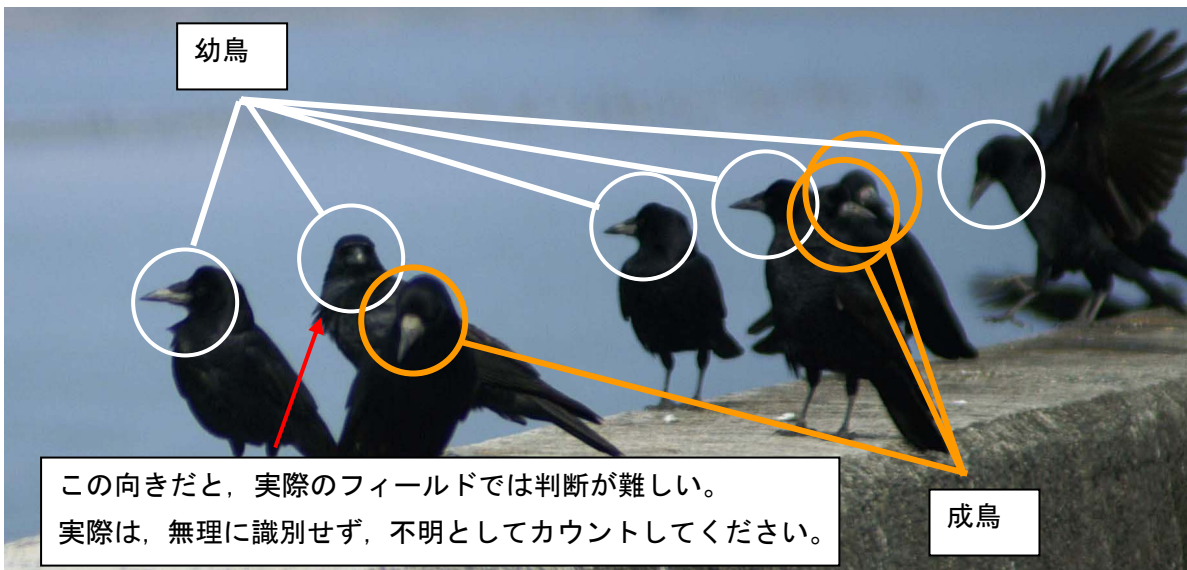 幼鳥
この向きだと，実際のフィールドでは判断が難しい。
実際は，無理に識別せず，不明としてカウントしてください。
成鳥